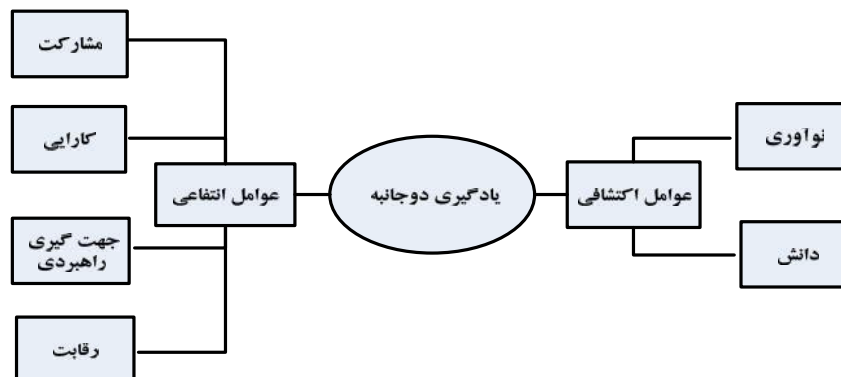 مشارکت
کارایی
جهت گیری
راهبردی
رقابت
عوامل انتفاعی
یادگیری دوجانبه
عوامل اکتشافی
نوآوری
دانش